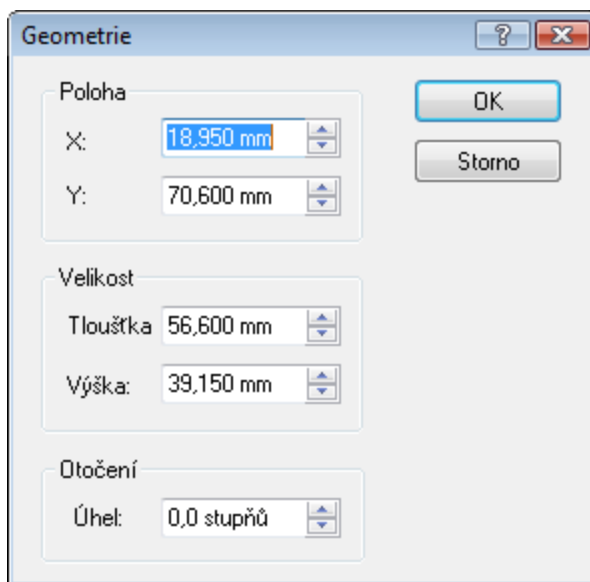 Geometrie
Poloha
X: 18,950 mm
Y: 70,600 mm
OK
Storno
Velikost
Tloušťka 56,600 mm
Výška: 39,150 mm
Otočení
Úhel: 0,0 stupňů